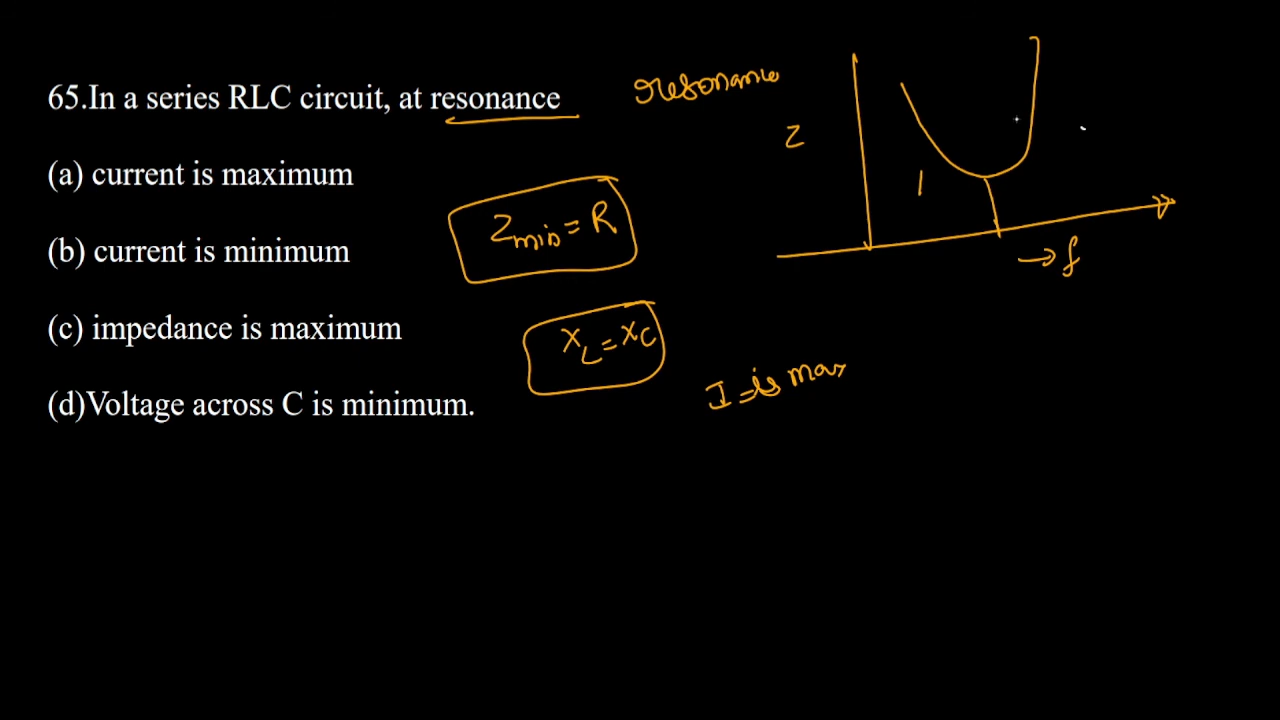 65.In a series RLC circuit, at resonance
resonance
(a) current is maximum
(b) current is minimum
(c) impedance is maximum
(d)Voltage across C is minimum.
Zmin = R
XL = XC
I = is max
Z
→ f